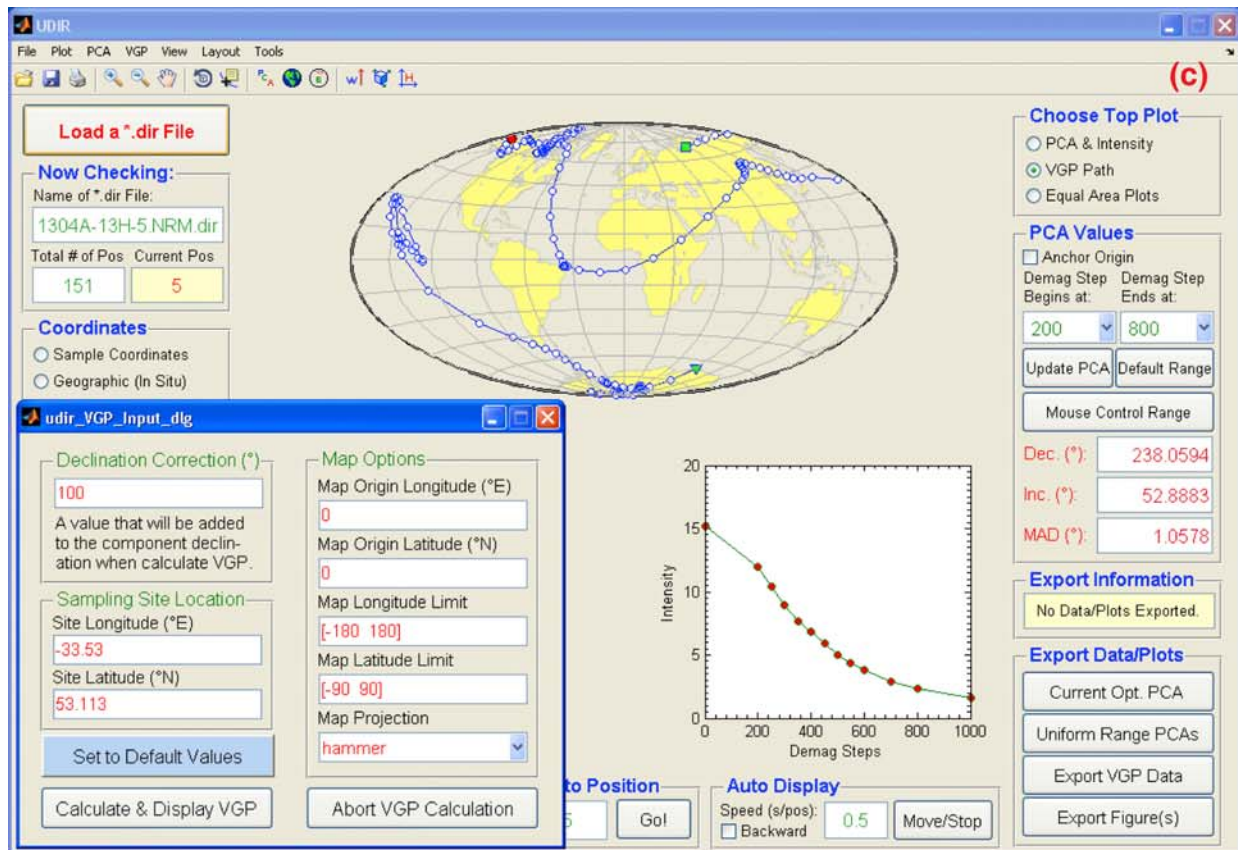 UDIR
File Plot PCA VGP View Layout Tools
(c)
Load a *.dir File
Now Checking:
Name of *.dir File:
1304A-13H-5.NRM.dir
Total # of Pos Current Pos
151 5
Coordinates
Sample Coordinates
Geographic (In Situ)
udir_VGP_Input_dlg
Declination Correction (°)
100
A value that will be added
to the component declin-
ation when calculate VGP.
Sampling Site Location
Site Longitude (°E)
-33.53
Site Latitude (°N)
53.113
Set to Default Values
Calculate & Display VGP
Map Options
Map Origin Longitude (°E)
0
Map Origin Latitude (°N)
0
Map Longitude Limit
[-180 180]
Map Latitude Limit
[-90 90]
Map Projection
hammer
Abort VGP Calculation
20
15
10
5
0
Intensity
0 200 400 600 800 1000
Demag Steps
to Position
Go!
Auto Display
Speed (s/pos):
Backward
0.5
Move/Stop
Choose Top Plot
PCA & Intensity
VGP Path
Equal Area Plots
PCA Values
Anchor Origin
Demag Step Demag Step
Begins at: Ends at:
200 800
Update PCA Default Range
Mouse Control Range
Dec. (°): 238.0594
Inc. (°): 52.8883
MAD (°): 1.0578
Export Information
No Data/Plots Exported.
Export Data/Plots
Current Opt. PCA
Uniform Range PCAs
Export VGP Data
Export Figure(s)